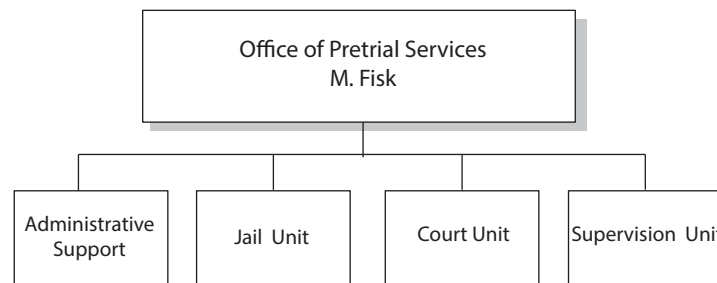 Office of Pretrial Services
M. Fisk
Administrative
Support
Jail Unit
Court Unit
Supervision Unit